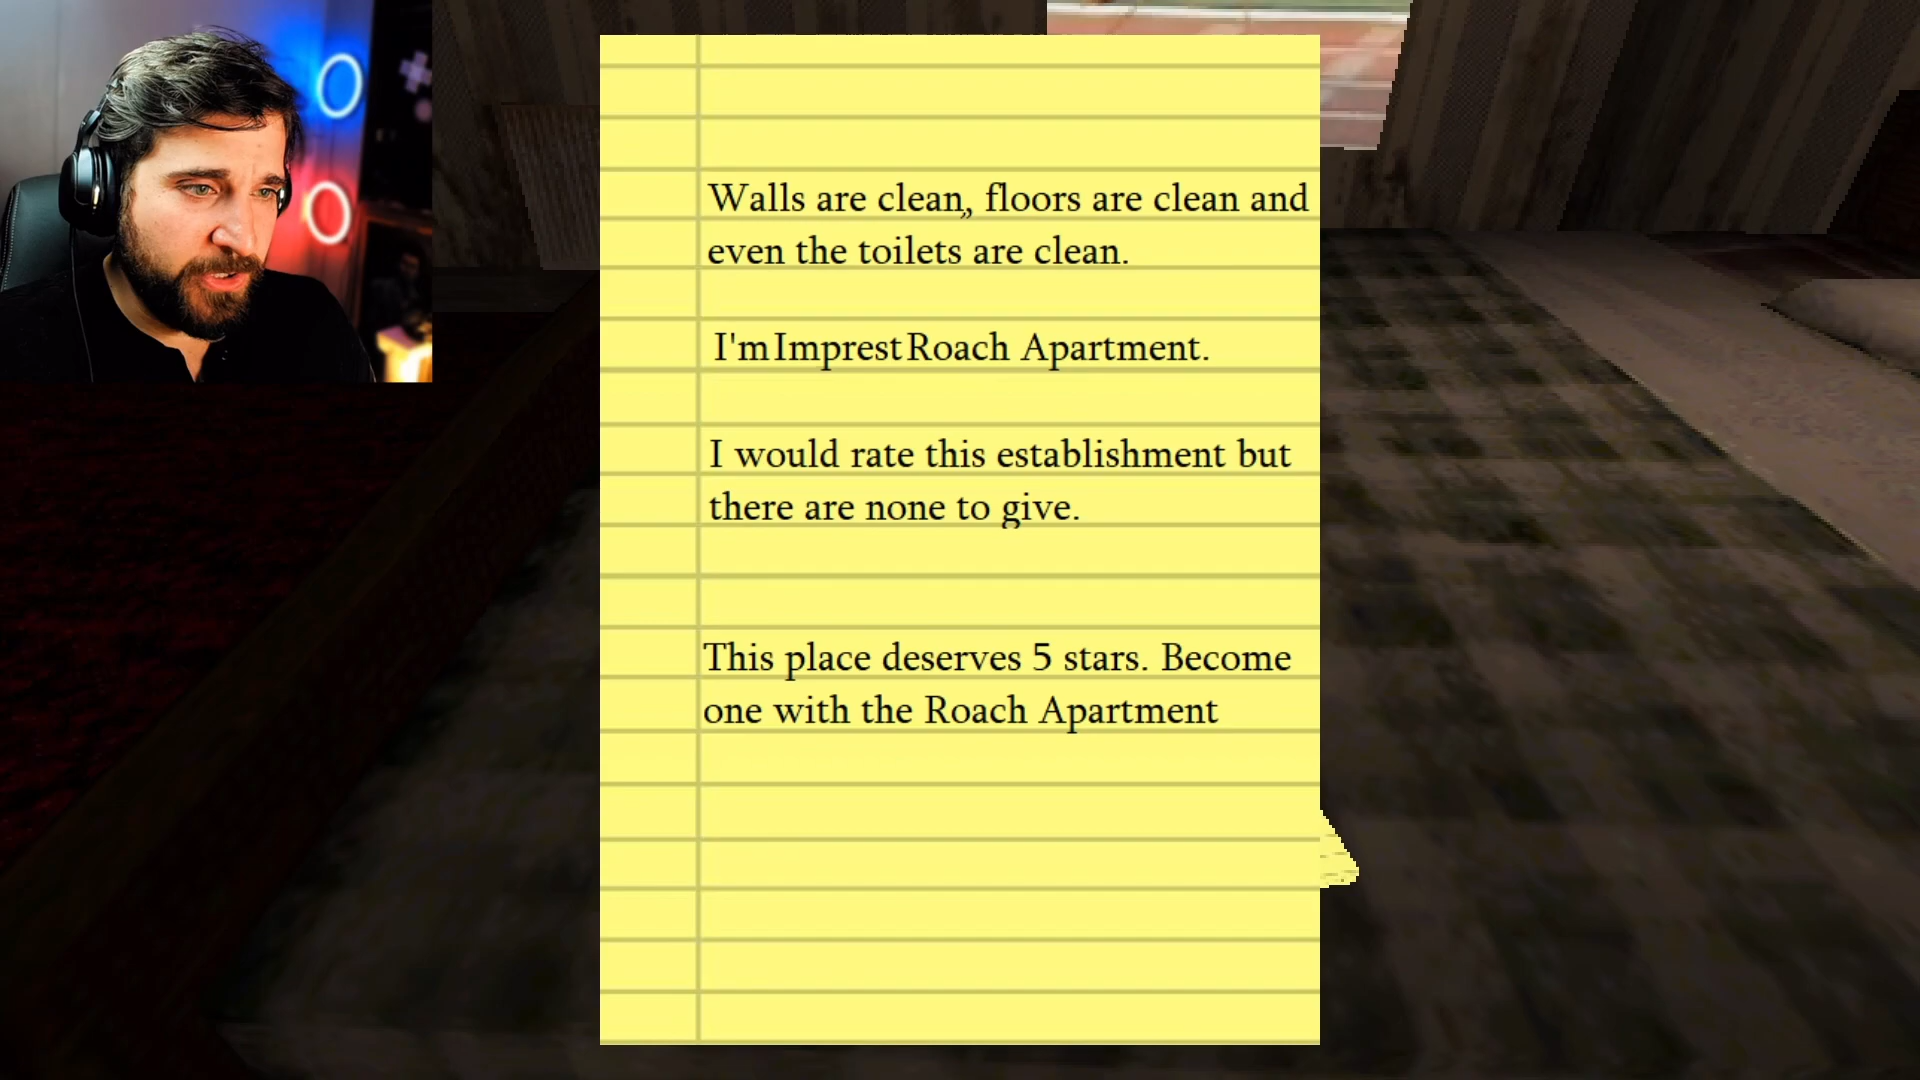 Walls are clean,, floors are clean and
even the toilets are clean.
I'm Imprest Roach Apartment.
I would rate this establishment but
there are none to give.
This place deserves 5 stars. Become
one with the Roach Apartment